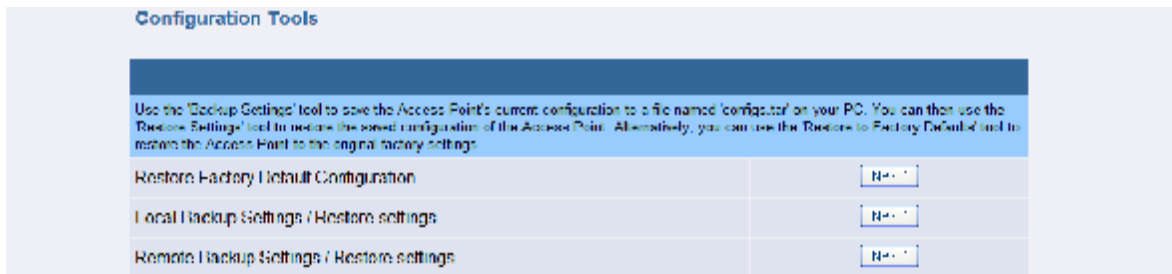 Configuration Tools
Use the 'Backup Settings' tool to save the Access Point's current configuration to a file named 'configs.tar' on your PC. You can then use the
'Restore Settings' tool to restore the saved configuration of the Access Point. Alternatively, you can use the 'Restore to Factory Defaults' tool to
restore the Access Point to the original factory settings
Restore Factory Default Configuration
Local Backup Settings / Restore settings
Remote Backup Settings / Restore settings